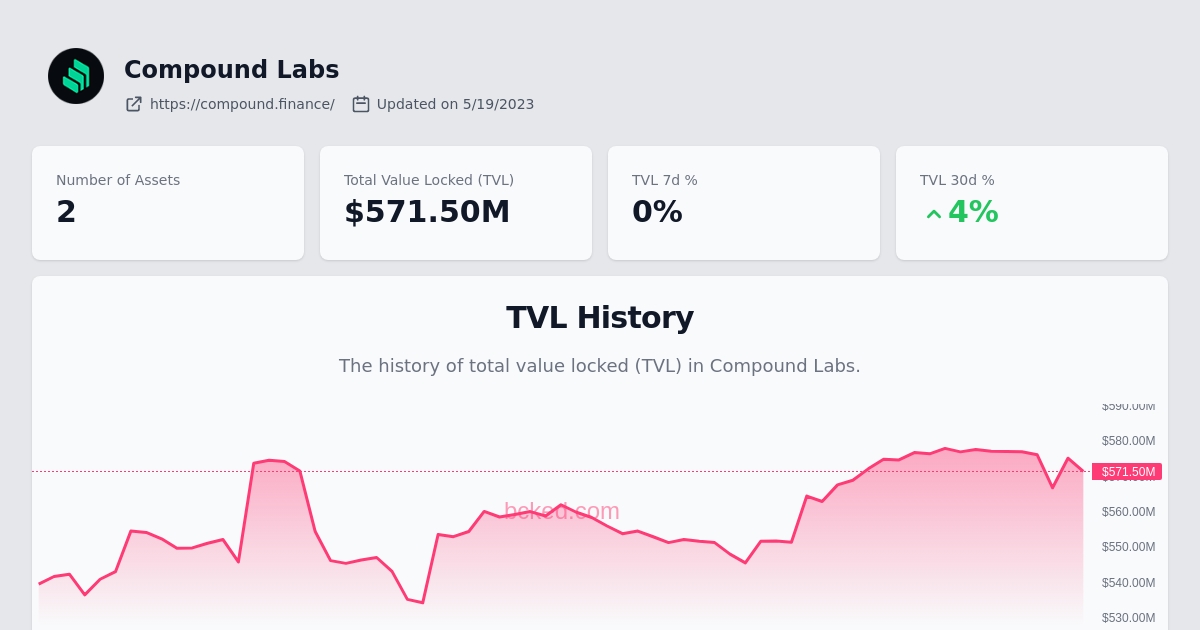 Compound Labs
https://compound.finance/ Updated on 5/19/2023
Number of Assets
2
Total Value Locked (TVL)
$571.50M
TVL 7d %
0%
TVL 30d %
4%
TVL History
The history of total value locked (TVL) in Compound Labs.
$590.00M
$580.00M
$571.50M
beked.com
$560.00M
$550.00M
$540.00M
$530.00M